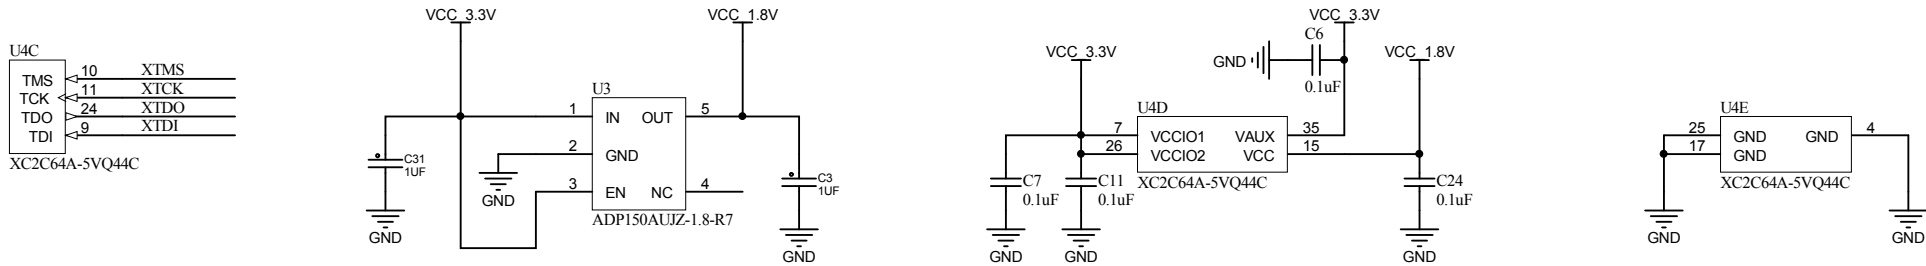 U4C
TMS 10 XTMS
TCK 11 XTCK
TDO 24 XTDO
TDI 9 XTDI
XC2C64A-5VQ44C
VCC_3.3V
VCC_1.8V
U3
1 IN OUT 5
2 GND
3 EN NC 4
ADP150AUJZ-1.8-R7
C31
1UF
GND
GND
C3
1UF
GND
VCC_3.3V
VCC_3.3V
C6
GND
0.1uF
VCC_1.8V
U4D
7 VCCIO1 VAUX 35
26 VCCIO2 VCC 15
XC2C64A-5VQ44C
C7
0.1uF
GND
C11
0.1uF
GND
C24
0.1uF
GND
U4E
25 GND GND 4
17 GND
XC2C64A-5VQ44C
GND
GND